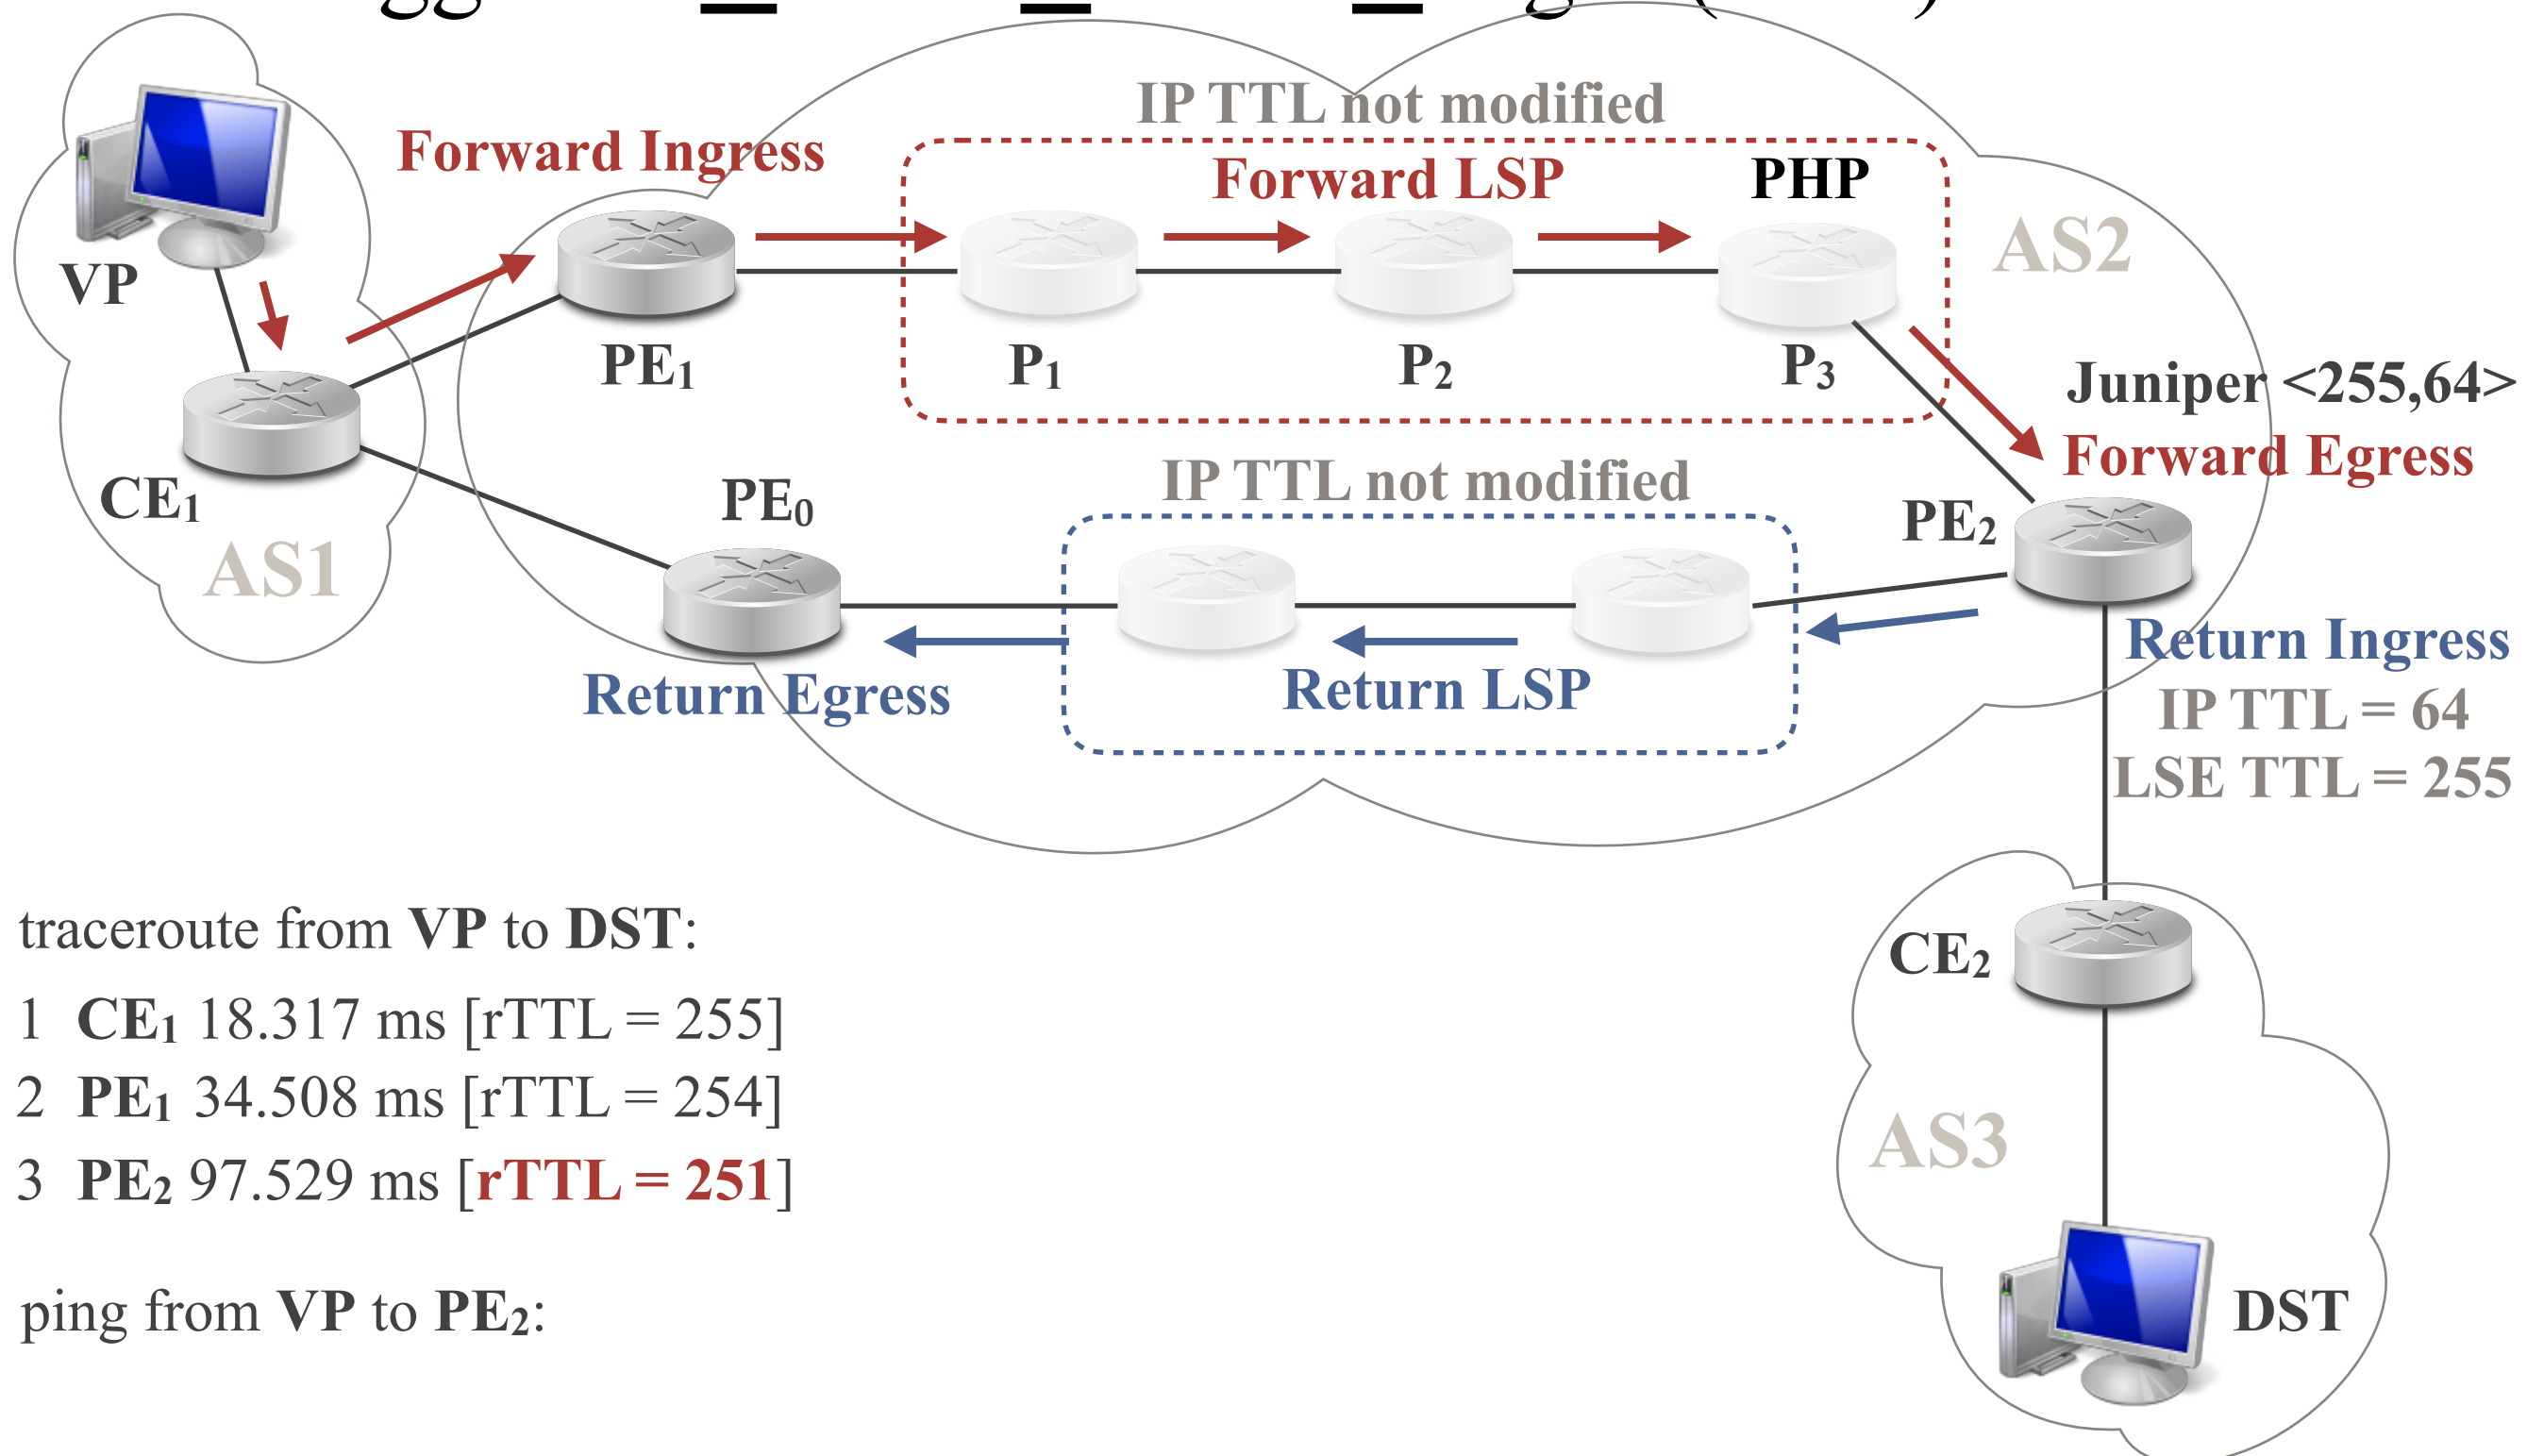 IP TTL not modified
Forward Ingress
Forward LSP
PHP
AS2
VP
PE1
P1
P2
P3
Juniper <255,64>
Forward Egress
CE1
AS1
PE0
IP TTL not modified
PE2
Return Ingress
Return Egress
Return LSP
IP TTL = 64
LSE TTL = 255
traceroute from VP to DST:
1 CE1 18.317 ms [rTTL = 255]
2 PE1 34.508 ms [rTTL = 254]
3 PE2 97.529 ms [rTTL = 251]
ping from VP to PE2:
CE2
AS3
DST